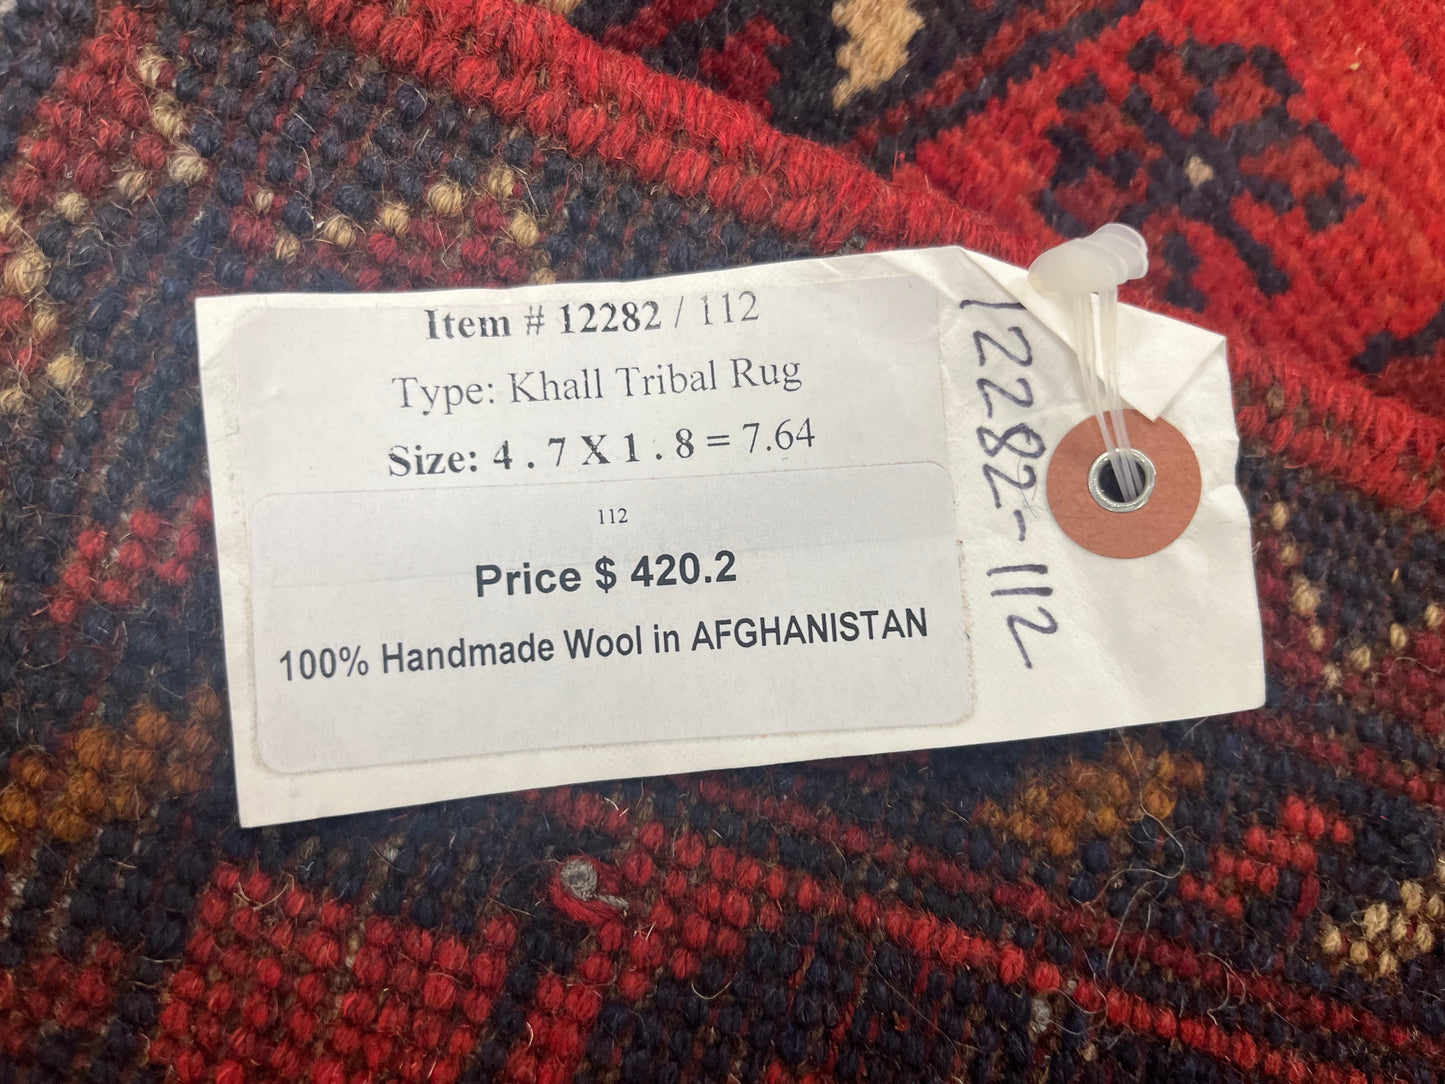 Item # 12282 / 112
Type: Khall Tribal Rug
Size: 4 . 7 X 1 . 8 = 7.64
112
Price $ 420.2
100% Handmade Wool in AFGHANISTAN
12282-112